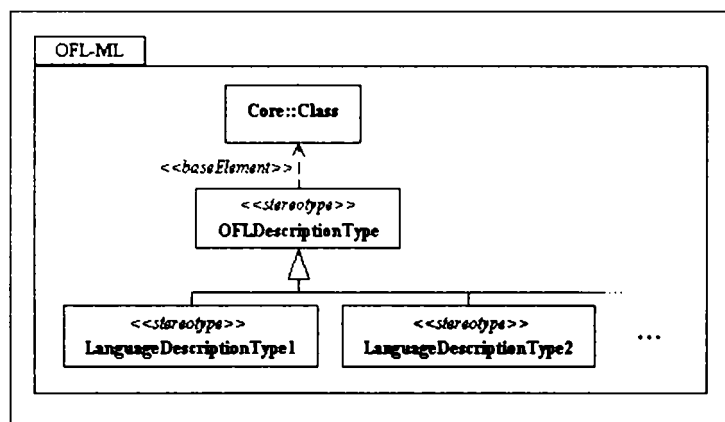 OFL-ML
Core::Class
<<baseElement>>
<<stereotype>>
OFLDescriptionType
...
<<stereotype>> <<stereotype>>
LanguageDescriptionType1 LanguageDescriptionType2 ...